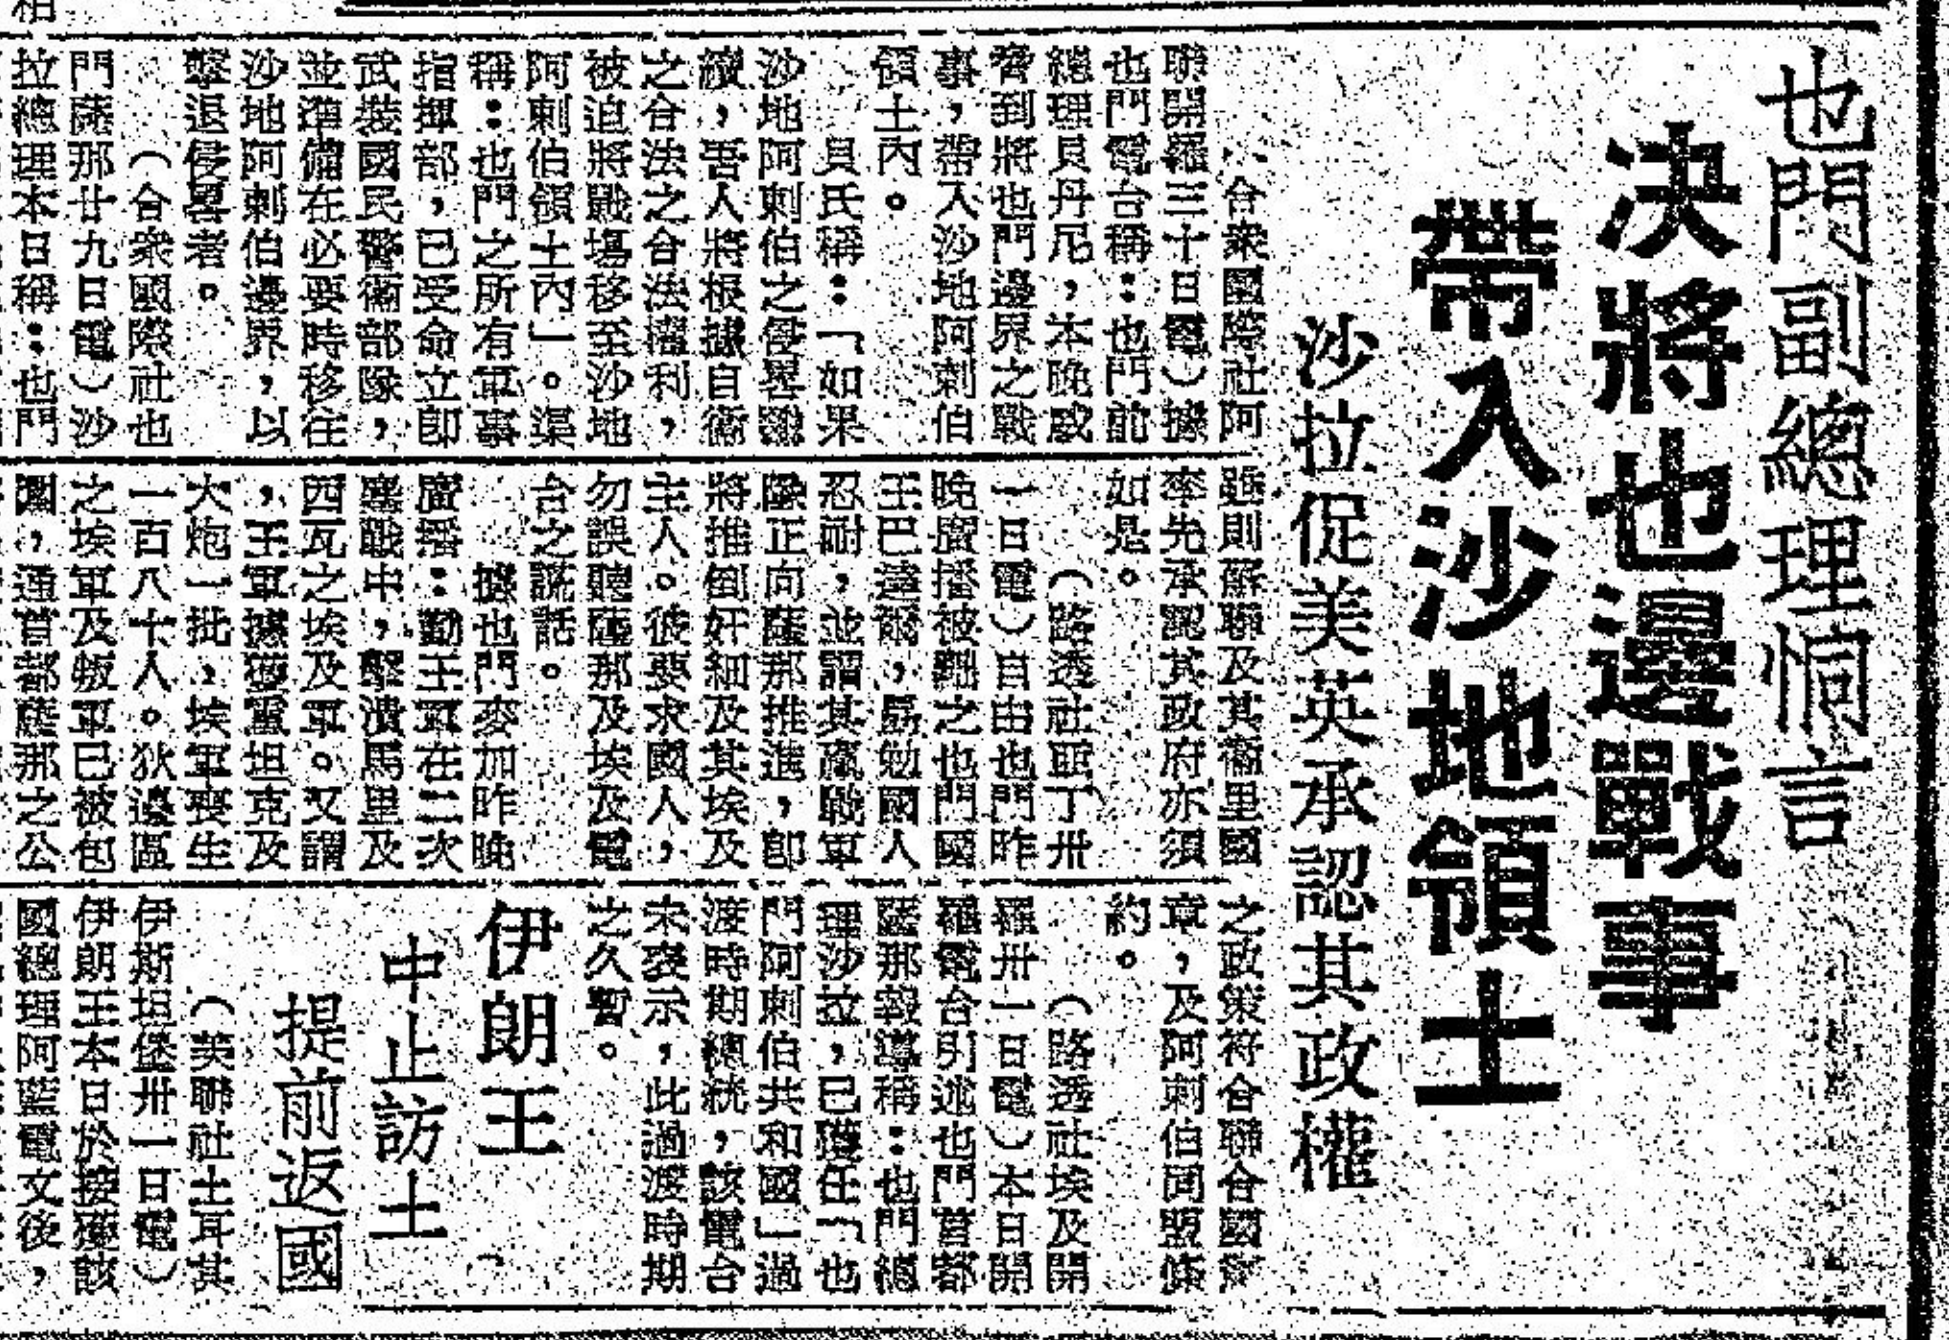 也門副總理恫言
決將也邊戰事
帶入沙地領土
沙拉促美英承認其政權
(合衆國際社阿
聯開羅三十日電)據
也門電台稱:也門前
總理貝丹尼,本晚威
脅到將也門邊界之戰
事,帶入沙地阿剌伯
領土內。
貝氏稱:「如果
沙地阿剌伯之侵畧繼
續,吾人將根據自衞
之合法之合法權利,
被迫將戰場移至沙地
阿剌伯領土內」。渠
稱:也門之所有軍事
指揮部,已受命立卽
武裝國民警衞部隊,
並準備在必要時移往
沙地阿剌伯邊界,以
擊退侵畧者。
(合衆國際社也
門薩那廿九日電)沙
拉總理本日稱:也門
蘇聯及其衞里國
率先承認其政府亦須
如是。
(路透社亞丁卅
一日電)自由也門昨
晚廣播被黜之也門國
王巴達爾,勗勉國人
忍耐,並謂其戰軍
隊正向薩那推進,卽
將推倒奸細及其埃及
主人。彼要求國人,
勿誤聽薩那及埃及電
台之謊話。
據也門麥加昨晚
廣播:勤王軍在三次
塞戰中,擊潰馬里及
西瓦之埃及軍。又謂
,王軍擄獲重坦克及
大炮一批,埃軍喪生
一百八十人。狄邊區
之埃軍及叛軍已被包
圍,通首都薩那之公
之政策符合聯合國憲
章,及阿剌伯同盟條
約。
(路透社埃及開
羅卅一日電)本日開
羅電台引述也門首都
薩那報導稱:也門總
理沙拉,已獲任「也
門阿剌伯共和國」過
渡時期總統,該電台
未表示,此過渡時期
之久暫。
伊朗王
中止訪土
提前返國
(美聯社土耳其
伊斯坦堡卅一日電)
伊朗王本日於接獲該
國總理阿藍電文後,